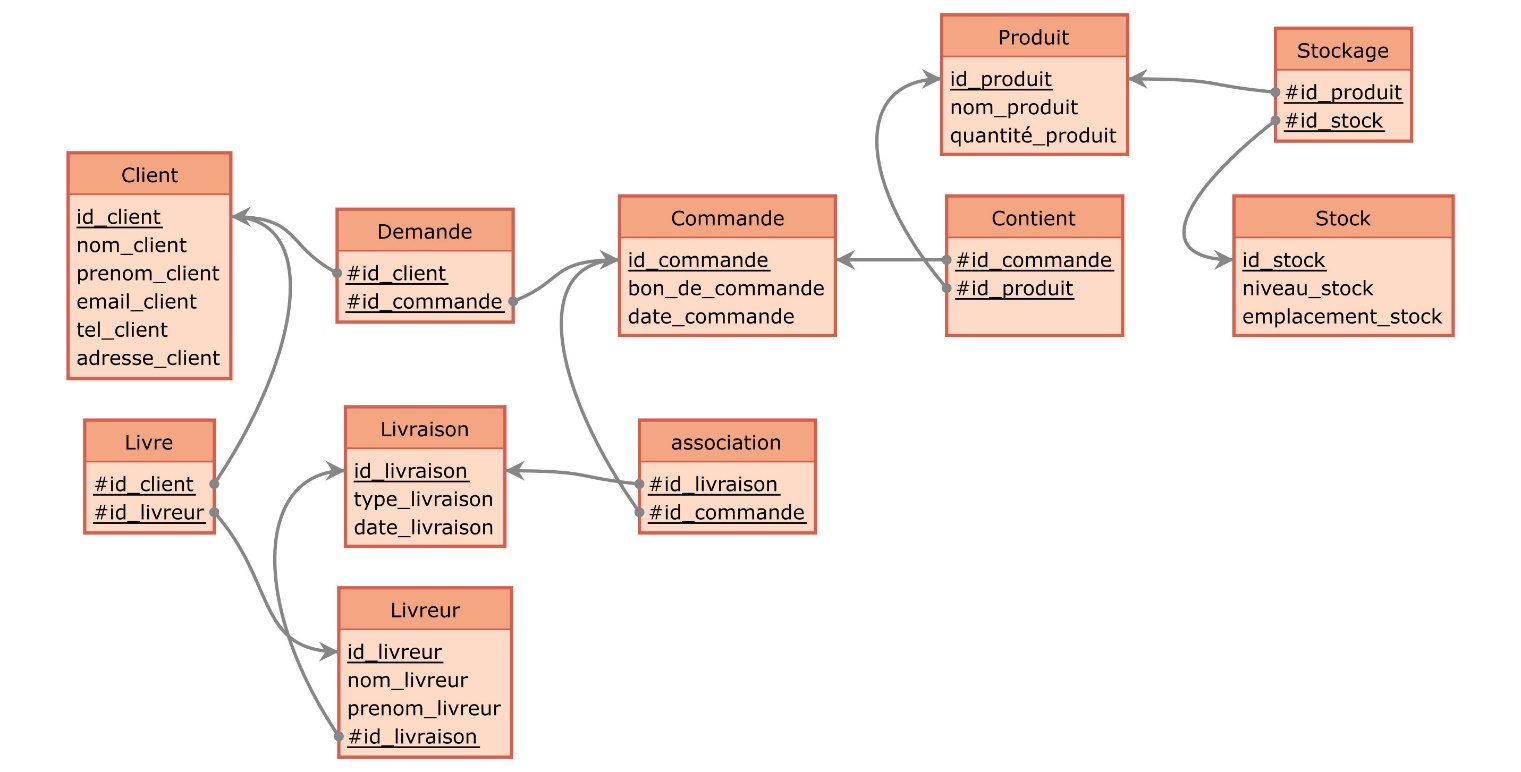 Produit
id_produit
nom_produit
quantité_produit
Stockage
#id_produit
#id_stock
Client
id_client
nom_client
prenom_client
email_client
tel_client
adresse_client
Demande
#id_client
#id_commande
Commande
id_commande
bon_de_commande
date_commande
Contient
#id_commande
#id_produit
Stock
id_stock
niveau_stock
emplacement_stock
Livre
#id_client
#id_livreur
Livraison
id_livraison
type_livraison
date_livraison
association
#id_livraison
#id_commande
Livreur
id_livreur
nom_livreur
prenom_livreur
#id_livraison